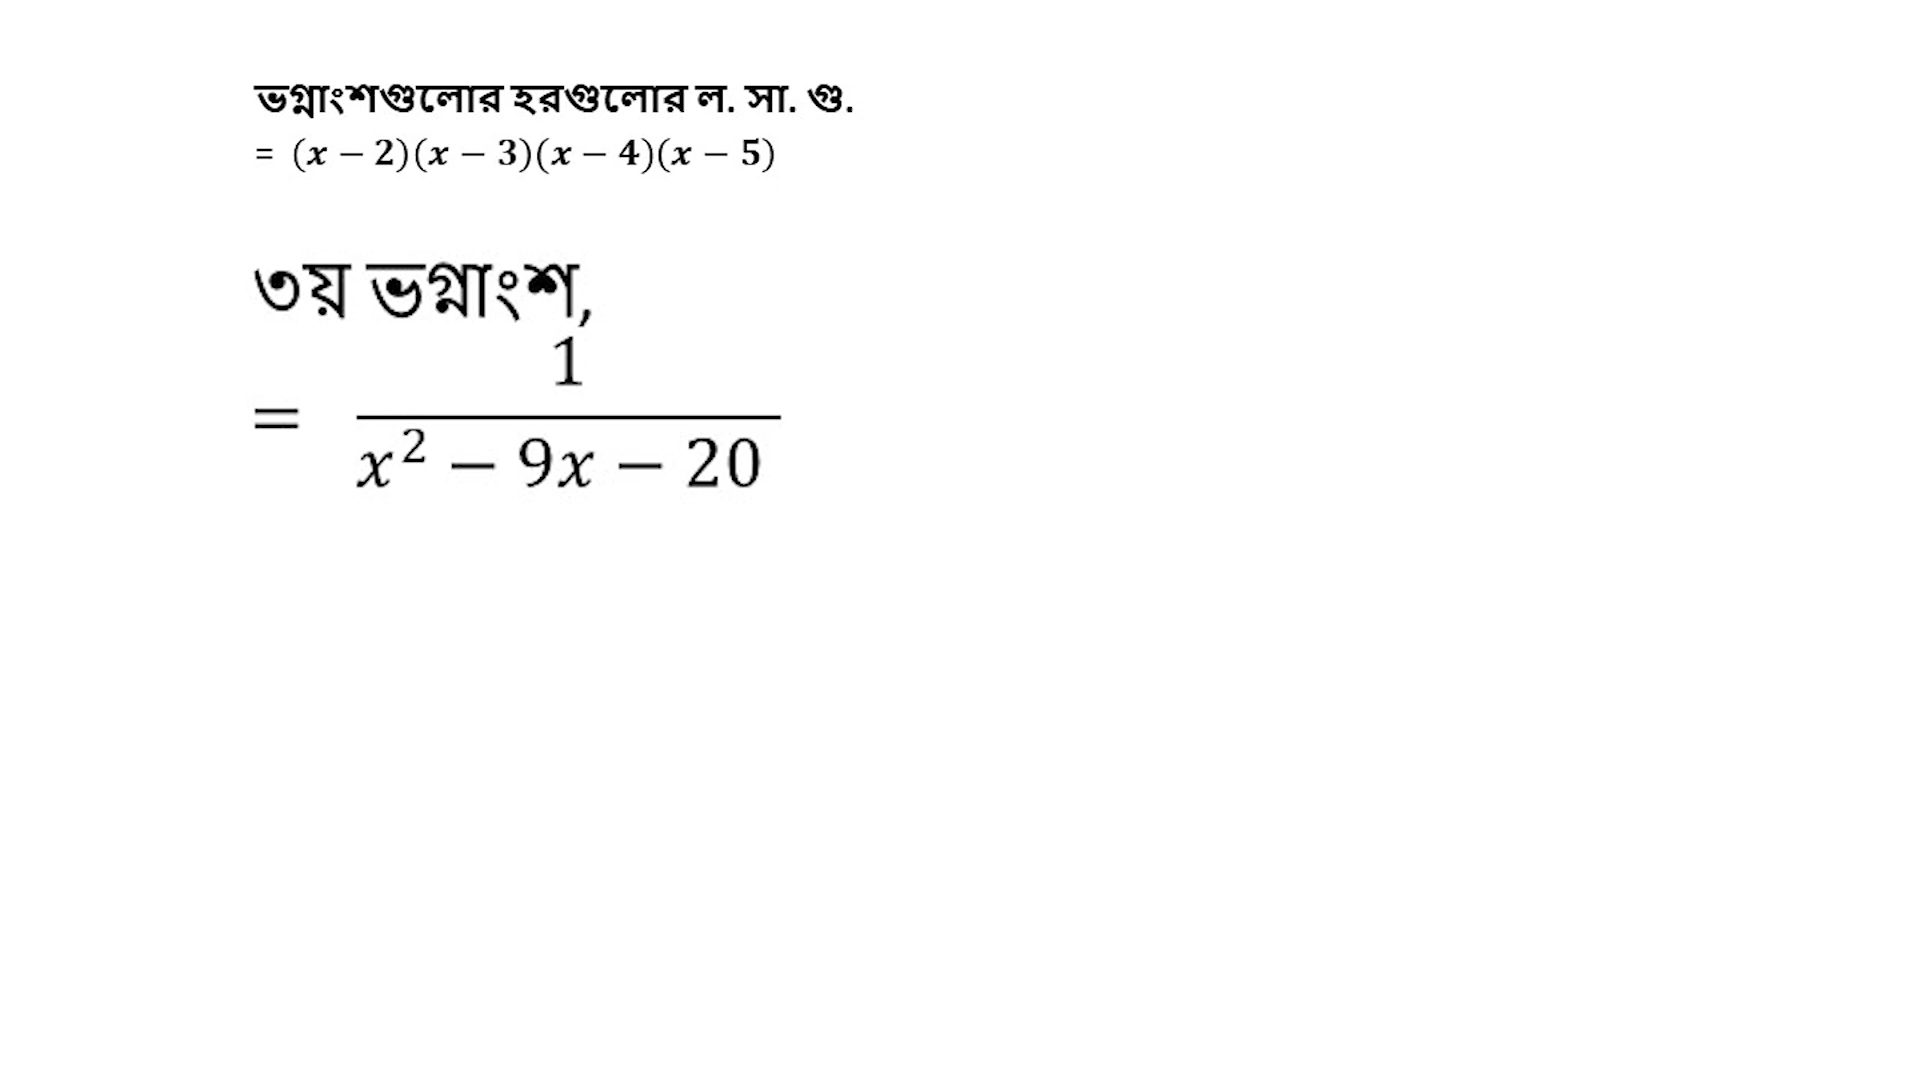 ভগ্নাংশগুলোর হরগুলোর ল. সা. গু.
= (x − 2)(x − 3)(x − 4)(x − 5)
৩য় ভগ্নাংশ,
1
=
x² − 9x − 20